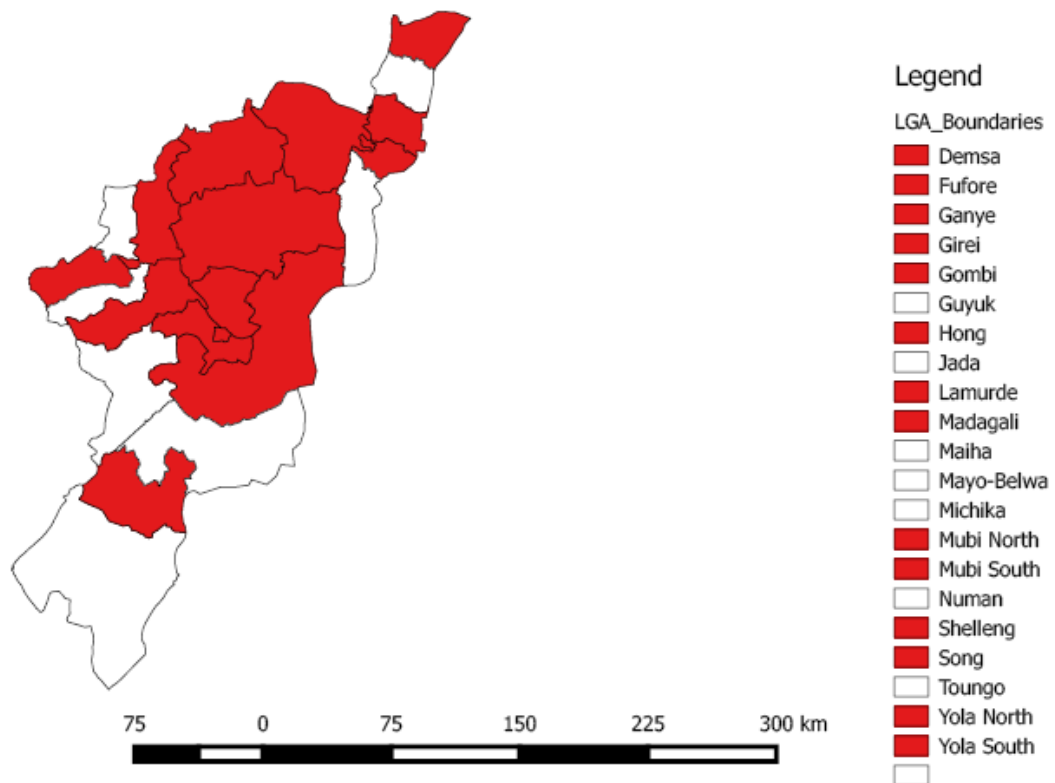 Legend
LGA_Boundaries
Demsa
Fufore
Ganye
Girei
Gombi
Guyuk
Hong
Jada
Lamurde
Madagali
Maiha
Mayo-Belwa
Michika
Mubi North
Mubi South
Numan
Shelleng
Song
Toungo
Yola North
Yola South
75 0 75 150 225 300 km